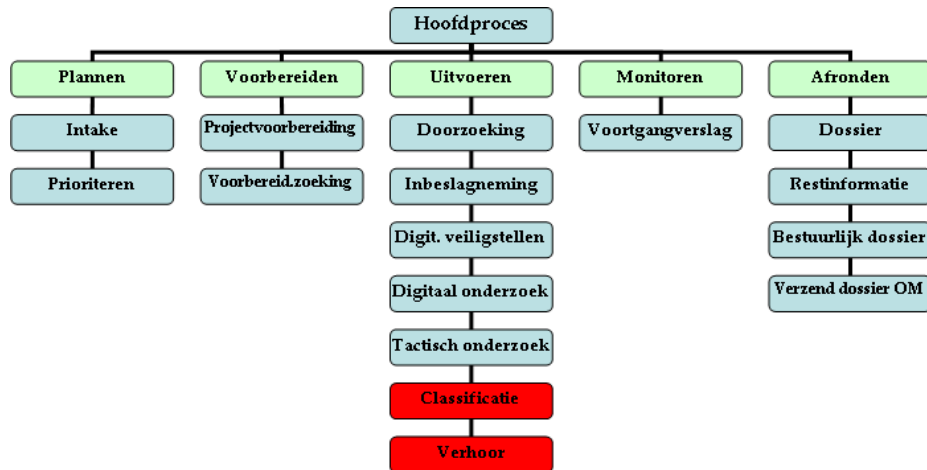 Hoofdproces
Plannen
Voorbereiden
Uitvoeren
Monitoren
Afronden
Intake
Projectvoorbereiding
Doorzoeking
Voortgangverslag
Dossier
Prioriteren
Voorbereid.zoeking
Inbeslagneming
Restinformatie
Digit. veiligstellen
Bestuurlijk dossier
Digitaal onderzoek
Verzend dossier OM
Tactisch onderzoek
Classificatie
Verhoor